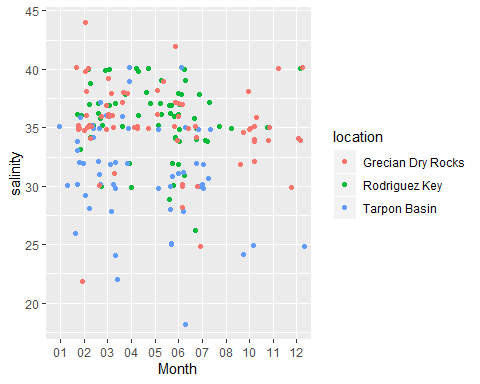 45
40
35
30
25
20
salinity
01 02 03 04 05 06 07 08 09 10 11 12
Month
location
Grecian Dry Rocks
Rodriguez Key
Tarpon Basin